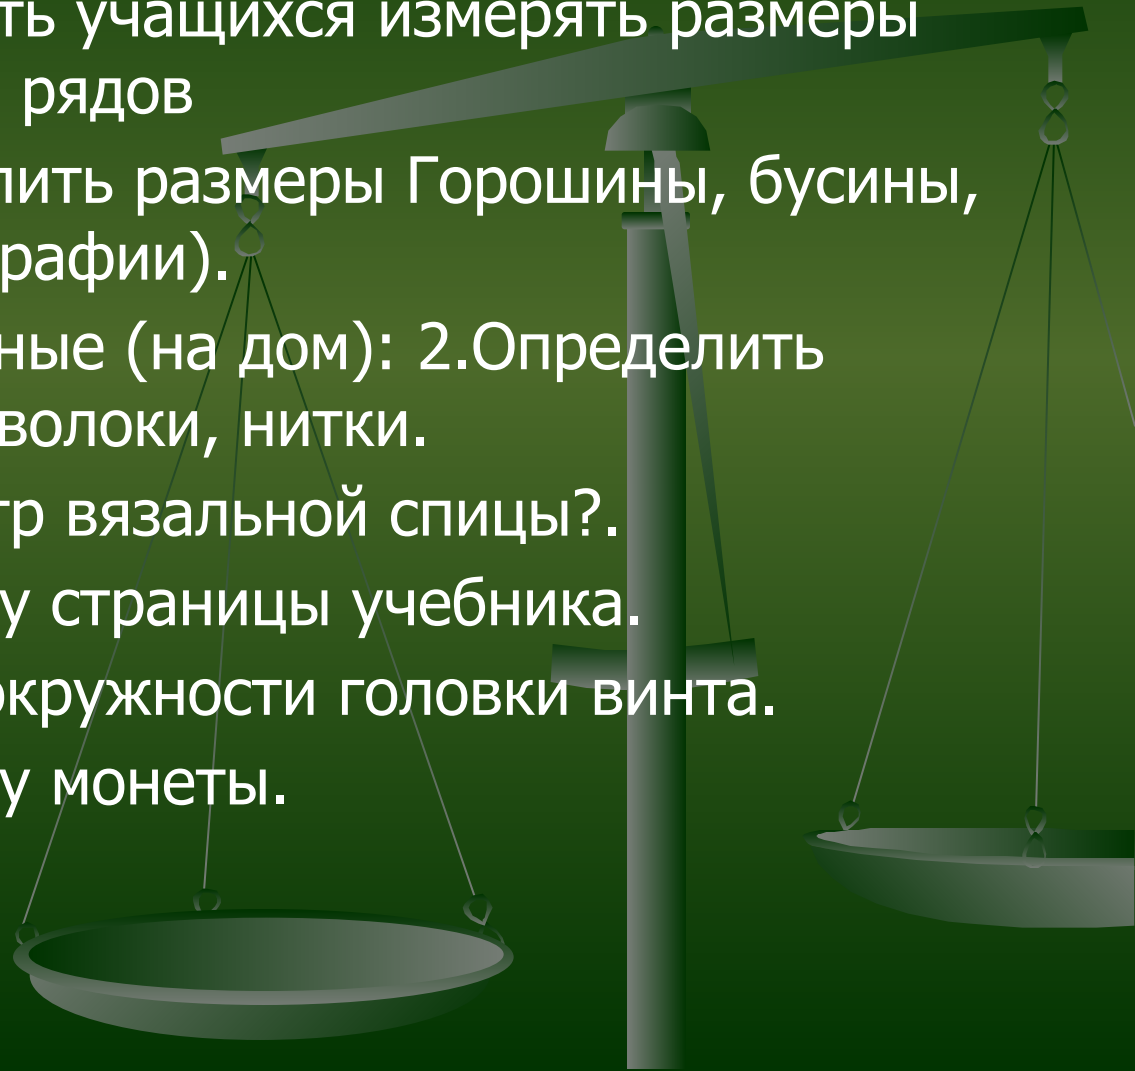 ть учащихся измерять размеры
рядов
лить размеры Горошины, бусины,
рафии).
ные (на дом): 2.Определить
волоки, нитки.
тр вязальной спицы?.
у страницы учебника.
окружности головки винта.
у монеты.